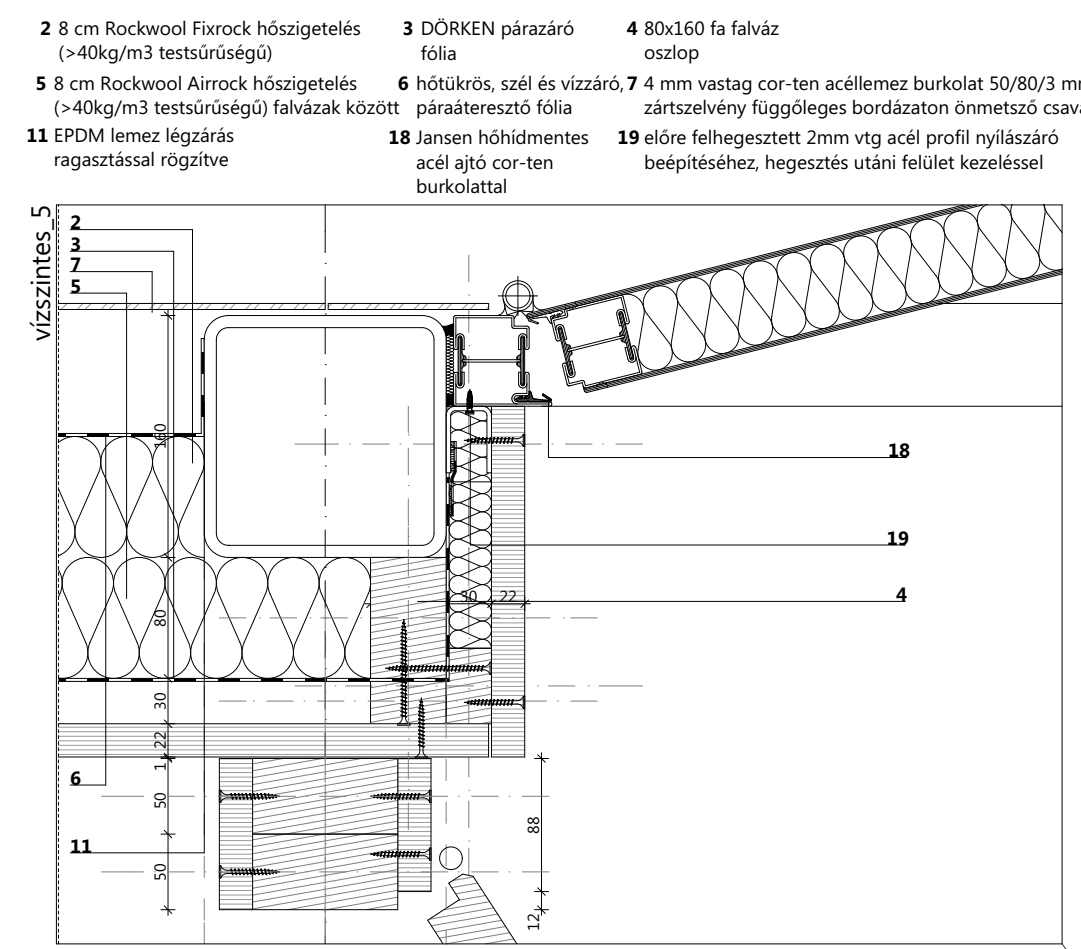 2 8 cm Rockwool Fixrock hőszigetelés
(>40kg/m3 testsűrűségű)
3 DÖRKEN párazáró
fólia
4 80x160 fa falváz
oszlop
5 8 cm Rockwool Airrock hőszigetelés
(>40kg/m3 testsűrűségű) falvázak között
6 hőtükrös, szél és vízzáró,
páraáteresztő fólia
7 4 mm vastag cor-ten acéllemez burkolat 50/80/3
zártszelvény függőleges bordázaton önmetsző
11 EPDM lemez légzárás
ragasztással rögzítve
18 Jansen hőhídmentes
acél ajtó cor-ten
burkolattal
19 előre felhegesztett 2mm vtg acél profil nyílászáró
beépítéséhez, hegesztés utáni felület kezeléssel
vízszintes_5
2
3
7
5
160
18
19
4
30
22
80
30
22
1
6
50
88
11
50
12